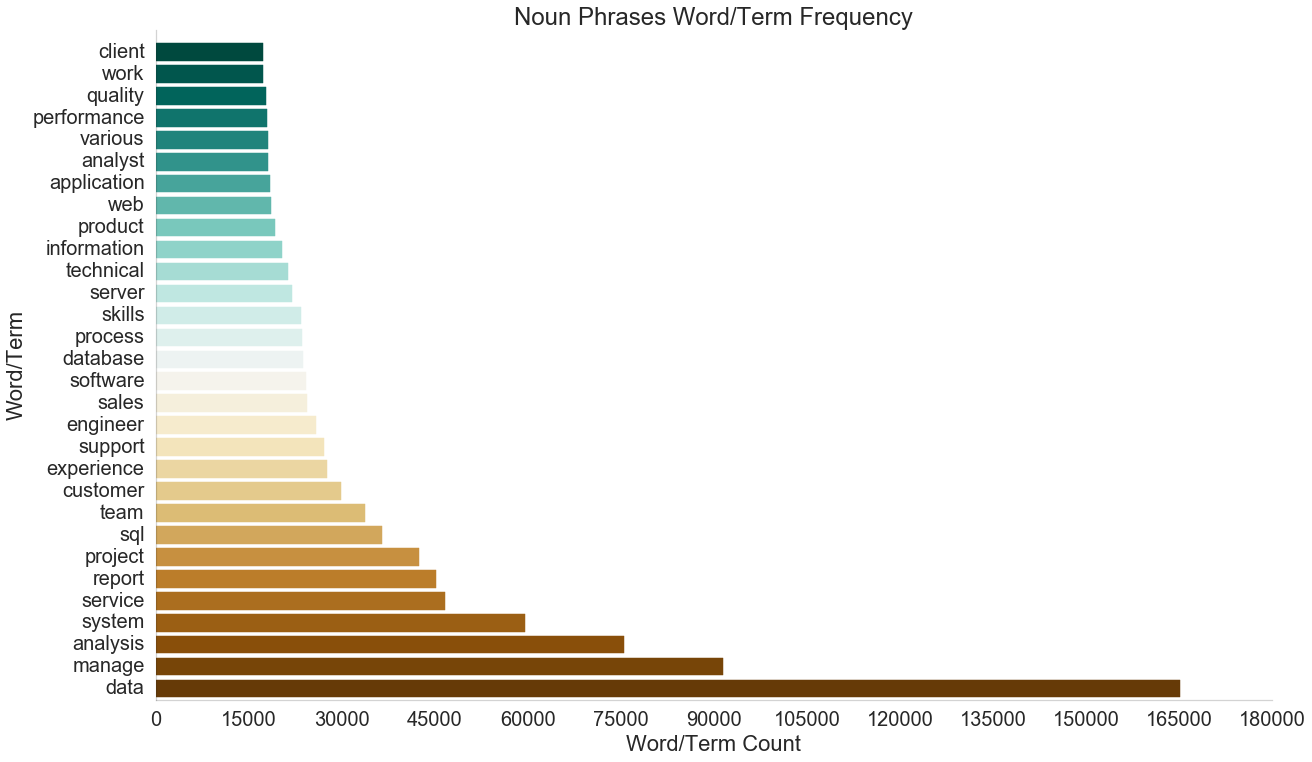 Noun Phrases Word/Term Frequency
client
work
quality
performance
various
analyst
application
web
product
information
technical
server
skills
process
database
software
sales
engineer
support
experience
customer
team
sql
project
report
service
system
analysis
manage
data
Word/Term
0 15000 30000 45000 60000 75000 90000 105000 120000 135000 150000 165000 180000
Word/Term Count